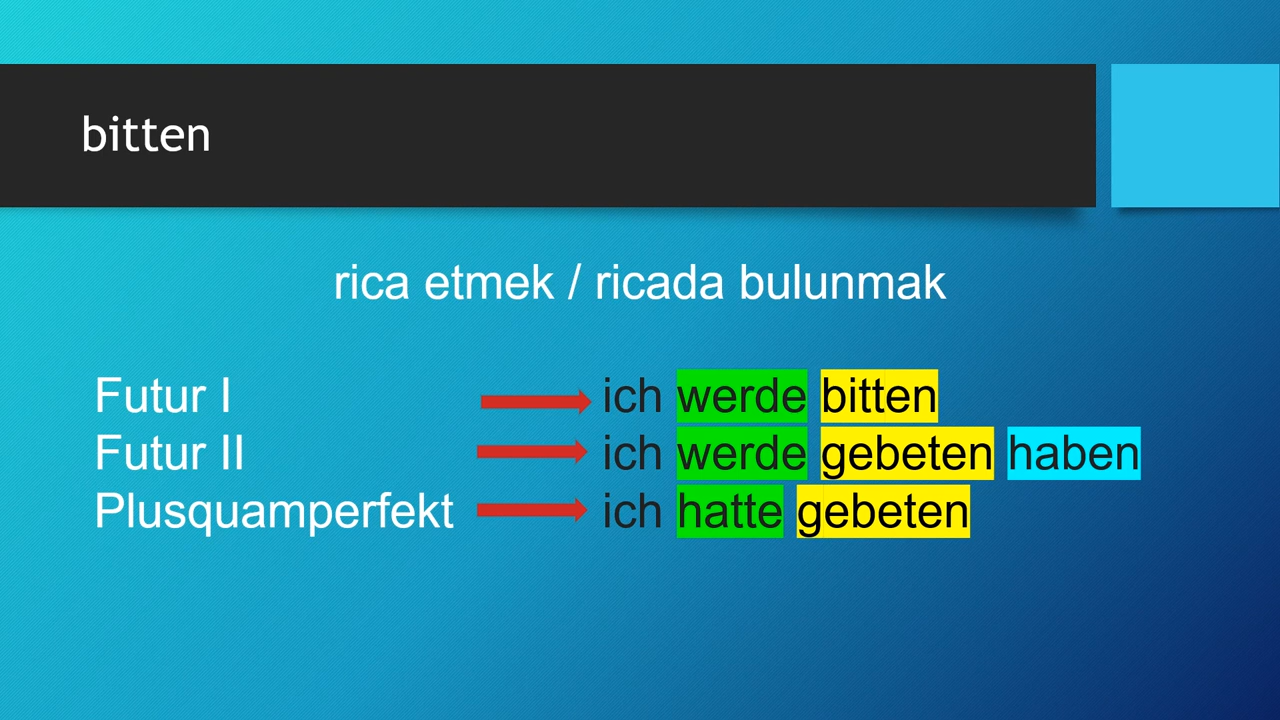 bitten
rica etmek / ricada bulunmak
Futur I ich werde bitten
Futur II ich werde gebeten haben
Plusquamperfekt ich hatte gebeten